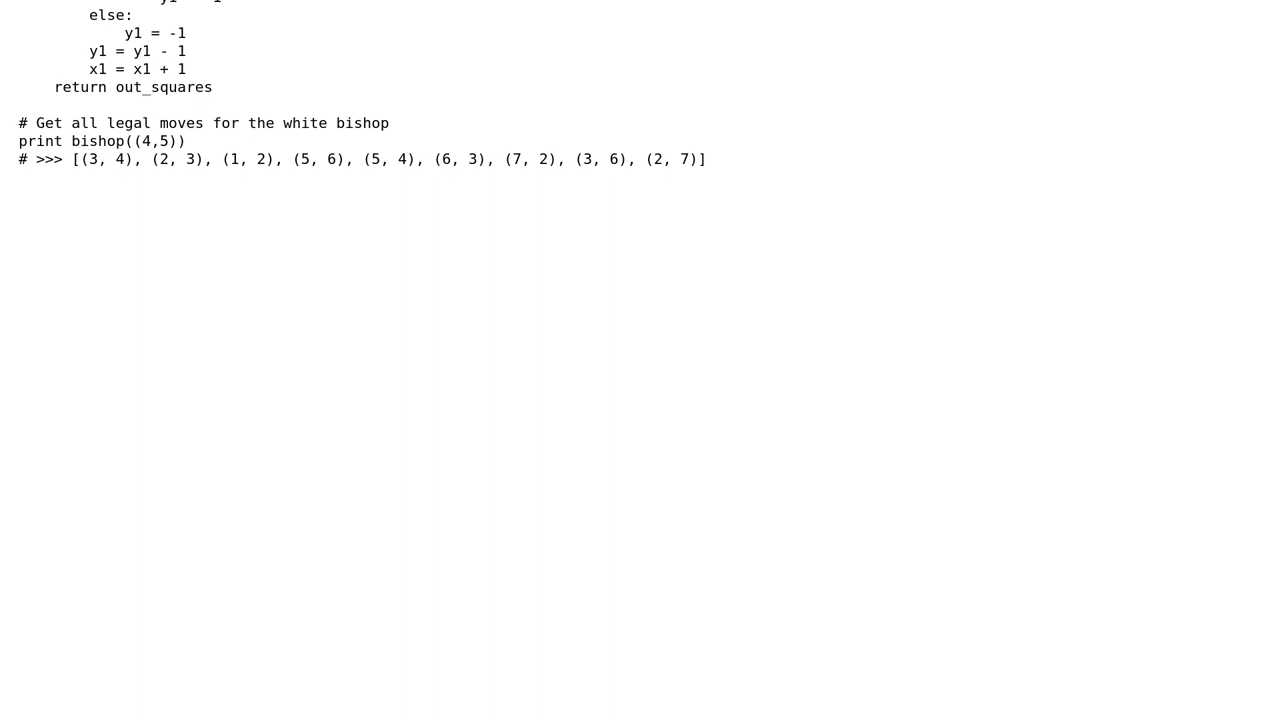 else:
y1 = -1
y1 = y1 - 1
x1 = x1 + 1
return out_squares
# Get all legal moves for the white bishop
print bishop((4,5))
# >>> [(3, 4), (2, 3), (1, 2), (5, 6), (5, 4), (6, 3), (7, 2), (3, 6), (2, 7)]